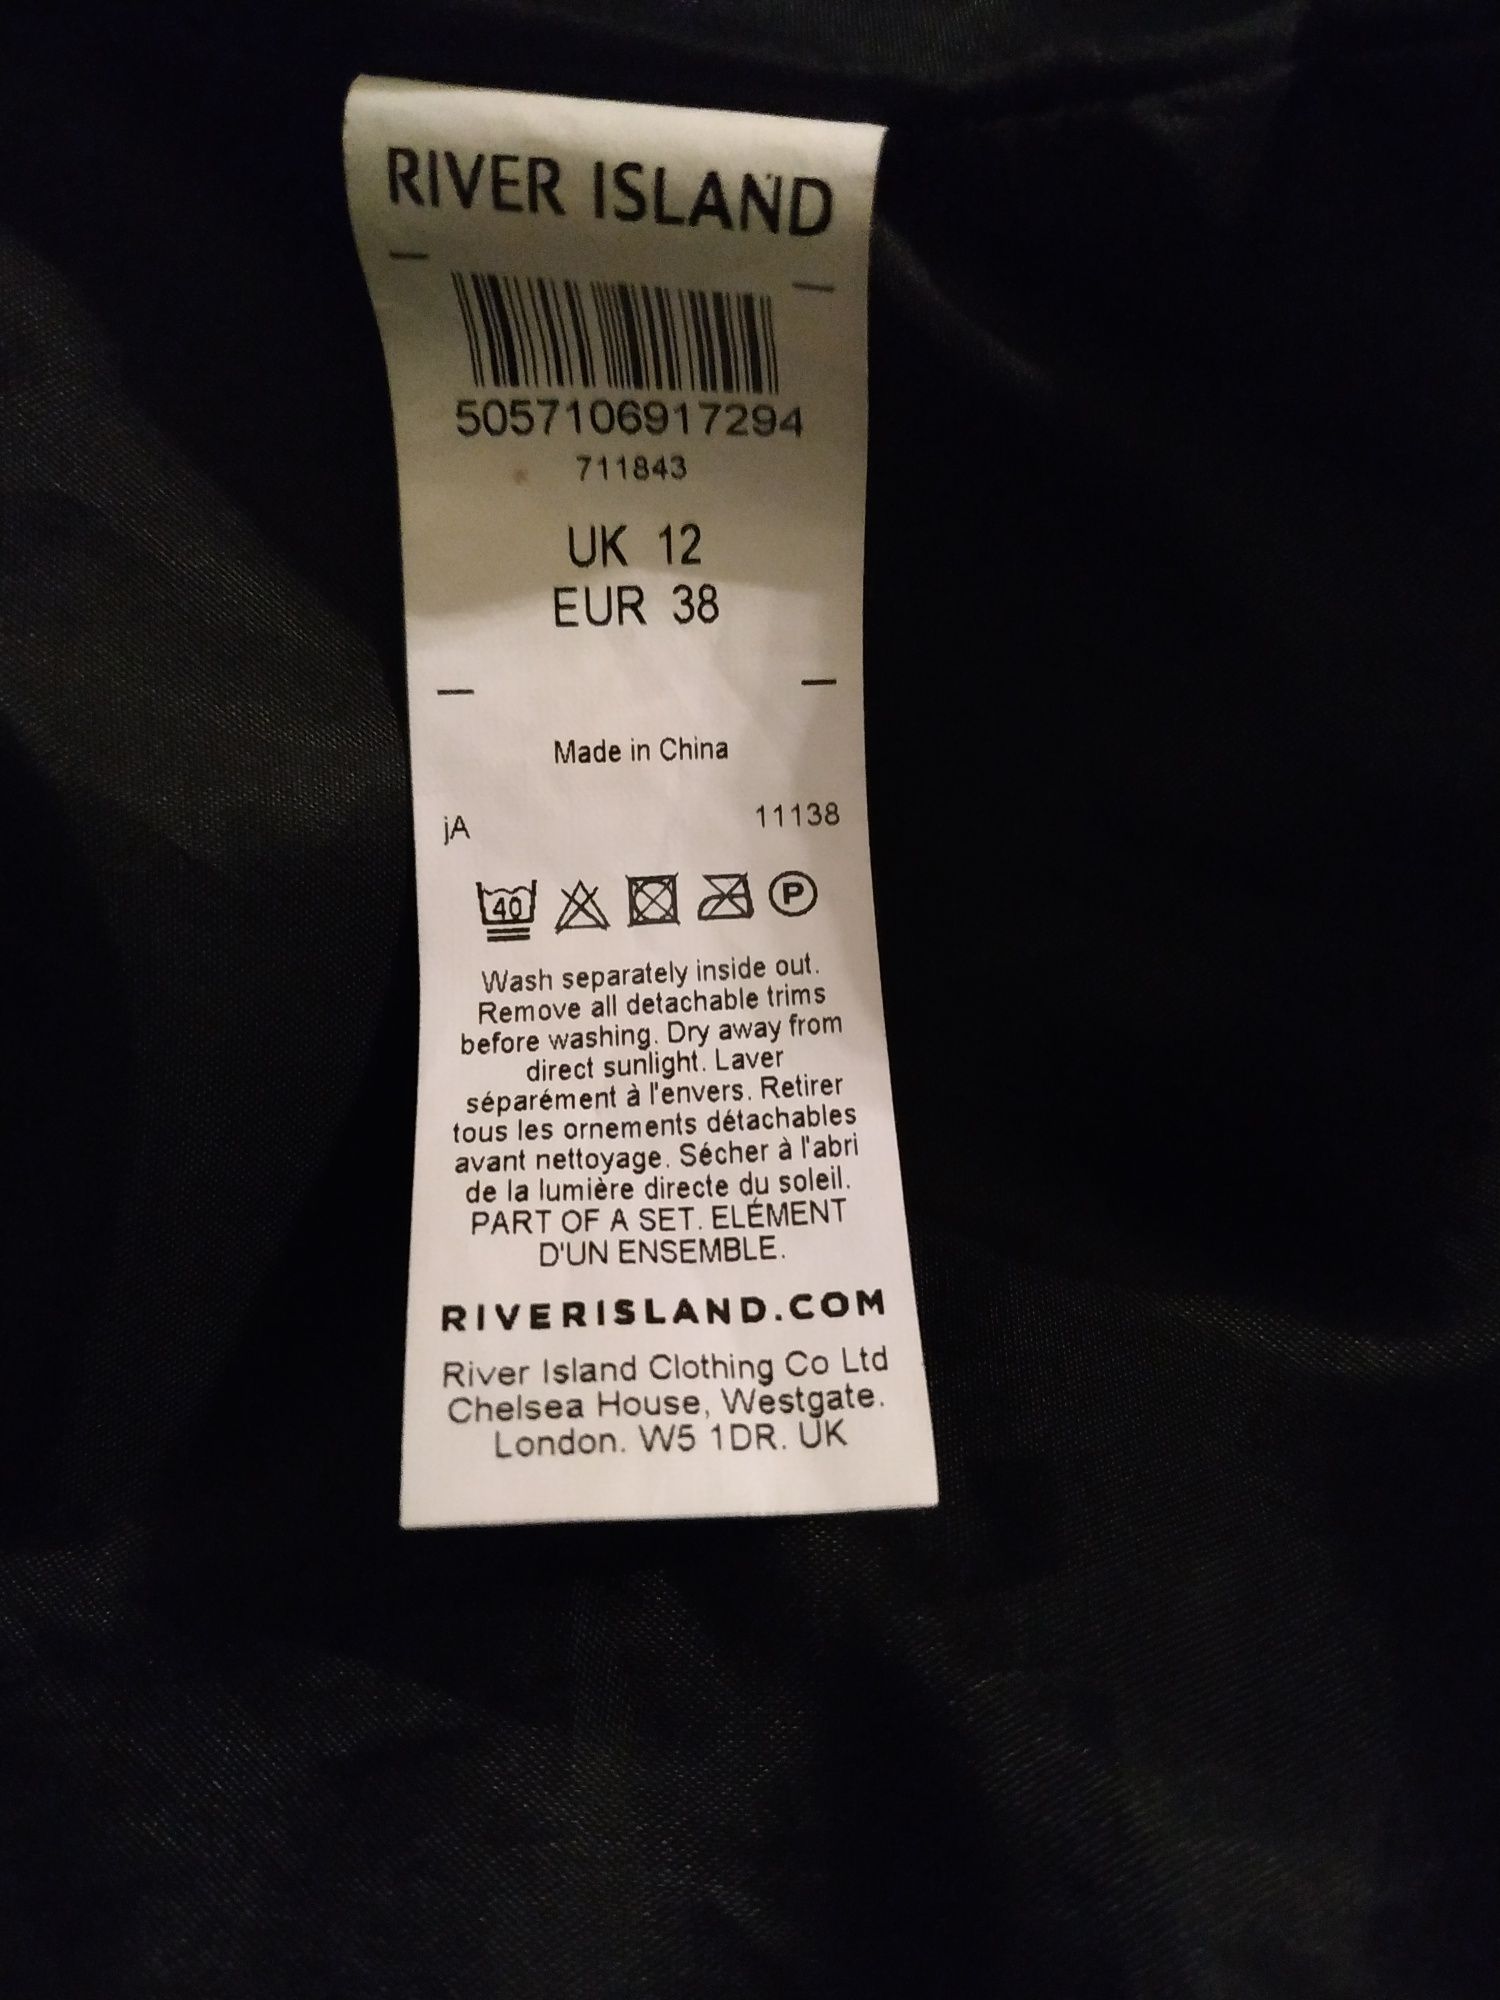 RIVER ISLAND
5057106917294
711843
UK 12
EUR 38
Made in China
jA 11138
40 P
Wash separately inside out.
Remove all detachable trims
before washing. Dry away from
direct sunlight. Laver
séparément à l'envers. Retirer
tous les ornements détachables
avant nettoyage. Sécher à l'abri
de la lumière directe du soleil.
PART OF A SET. ELÉMENT
D'UN ENSEMBLE.
RIVERISLAND.COM
River Island Clothing Co Ltd
Chelsea House, Westgate.
London. W5 1DR. UK